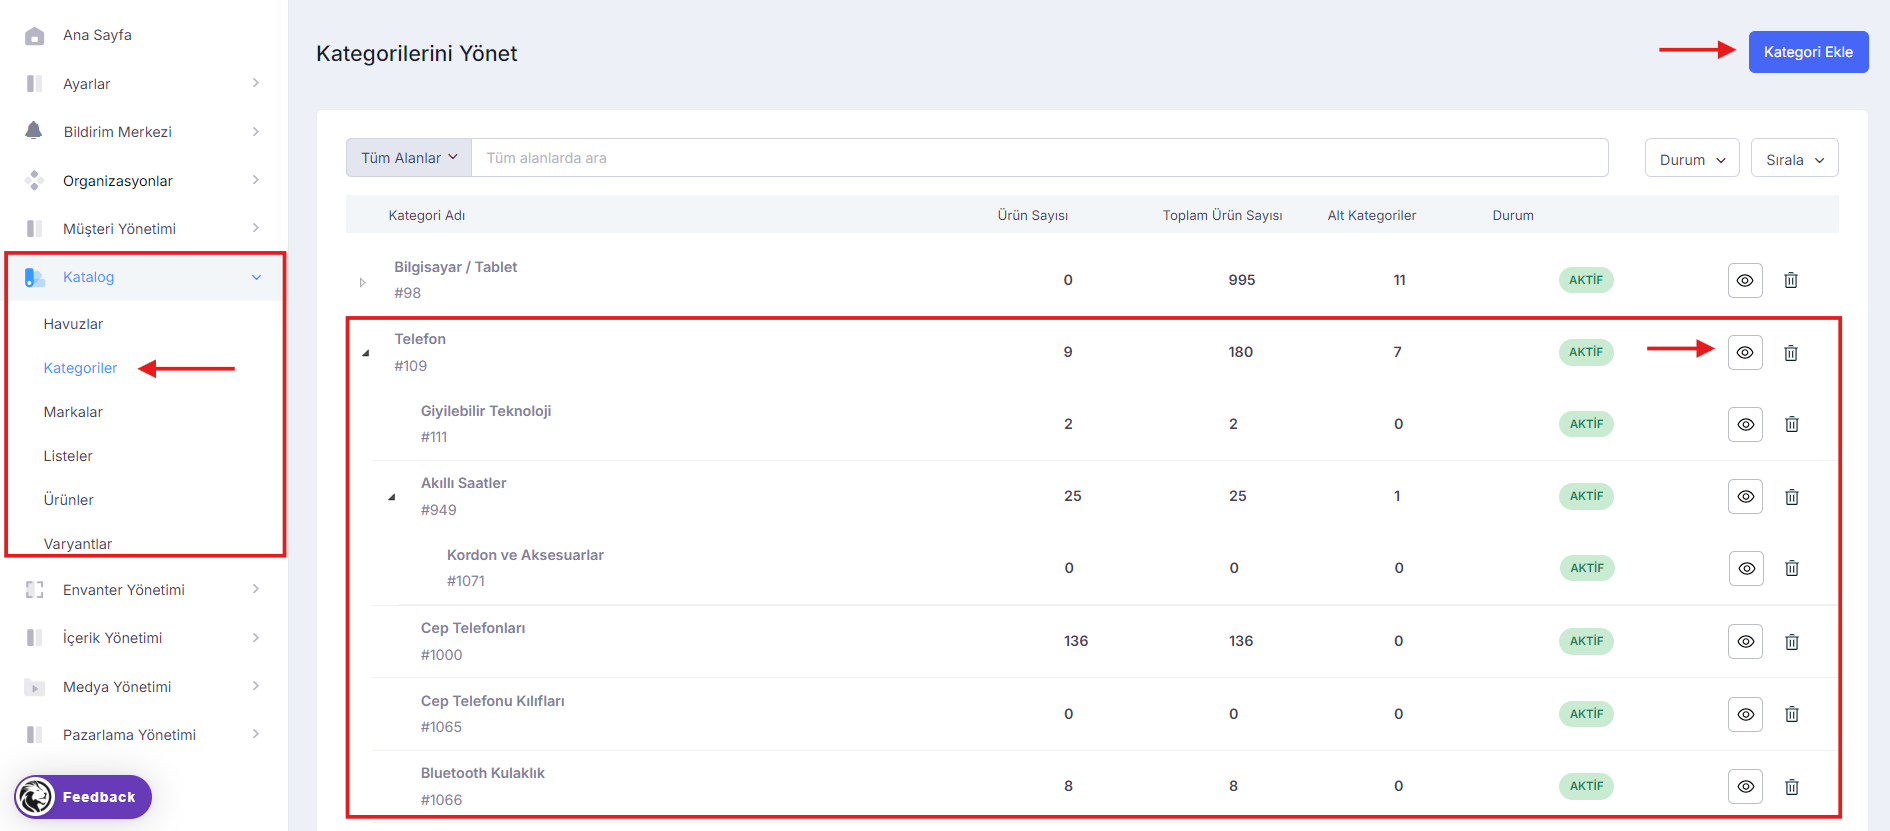 Ana Sayfa
Ayarlar
Bildirim Merkezi
Organizasyonlar
Müşteri Yönetimi
Katalog
Havuzlar
Kategoriler
Markalar
Listeler
Ürünler
Varyantlar
Envanter Yönetimi
İçerik Yönetimi
Medya Yönetimi
Pazarlama Yönetimi
Feedback
Kategorilerini Yönet
Kategori Ekle
Tüm Alanlar Tüm alanlarda ara Durum Sırala
Kategori Adı Ürün Sayısı Toplam Ürün Sayısı Alt Kategoriler Durum
Bilgisayar / Tablet
#98
0 995 11 AKTİF
Telefon
#109
9 180 7 AKTİF
Giyilebilir Teknoloji
#111
2 2 0 AKTİF
Akıllı Saatler
#949
25 25 1 AKTİF
Kordon ve Aksesuarlar
#1071
0 0 0 AKTİF
Cep Telefonları
#1000
136 136 0 AKTİF
Cep Telefonu Kılıfları
#1065
0 0 0 AKTİF
Bluetooth Kulaklık
#1066
8 8 0 AKTİF